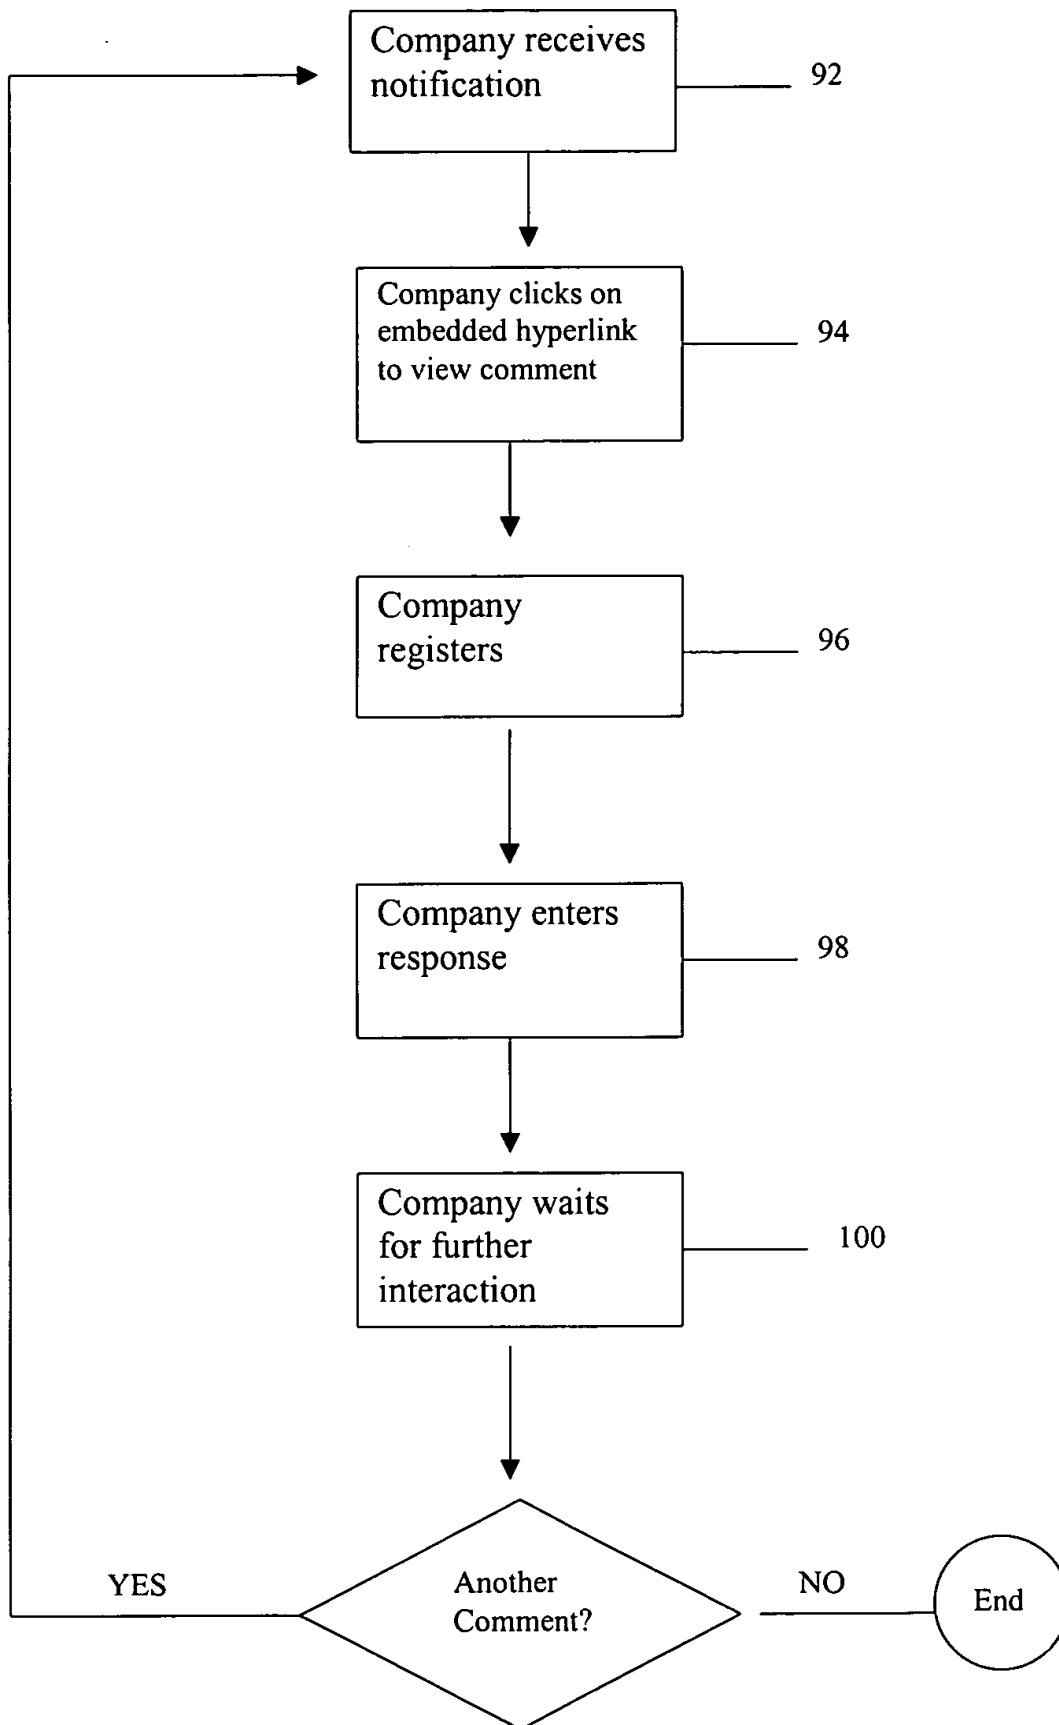 Company receives
notification
92
Company clicks on
embedded hyperlink
to view comment
94
Company
registers
96
Company enters
response
98
Company waits
for further
interaction
100
YES
Another
Comment?
NO
End